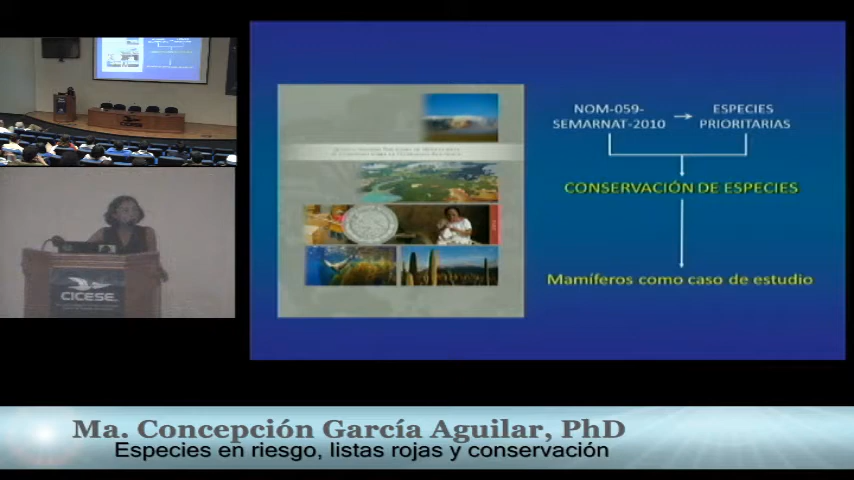 NOM-059-
SEMARNAT-2010
ESPECIES
PRIORITARIAS
CONSERVACIÓN DE ESPECIES
Mamíferos como caso de estudio
CICESE
Ma. Concepción García Aguilar, PhD
Especies en riesgo, listas rojas y conservación